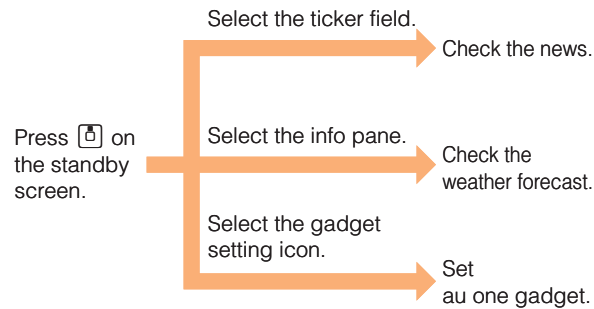 Select the ticker field.
Check the news.
Press on
the standby
screen.
Select the info pane.
Check the
weather forecast.
Select the gadget
setting icon.
Set
au one gadget.